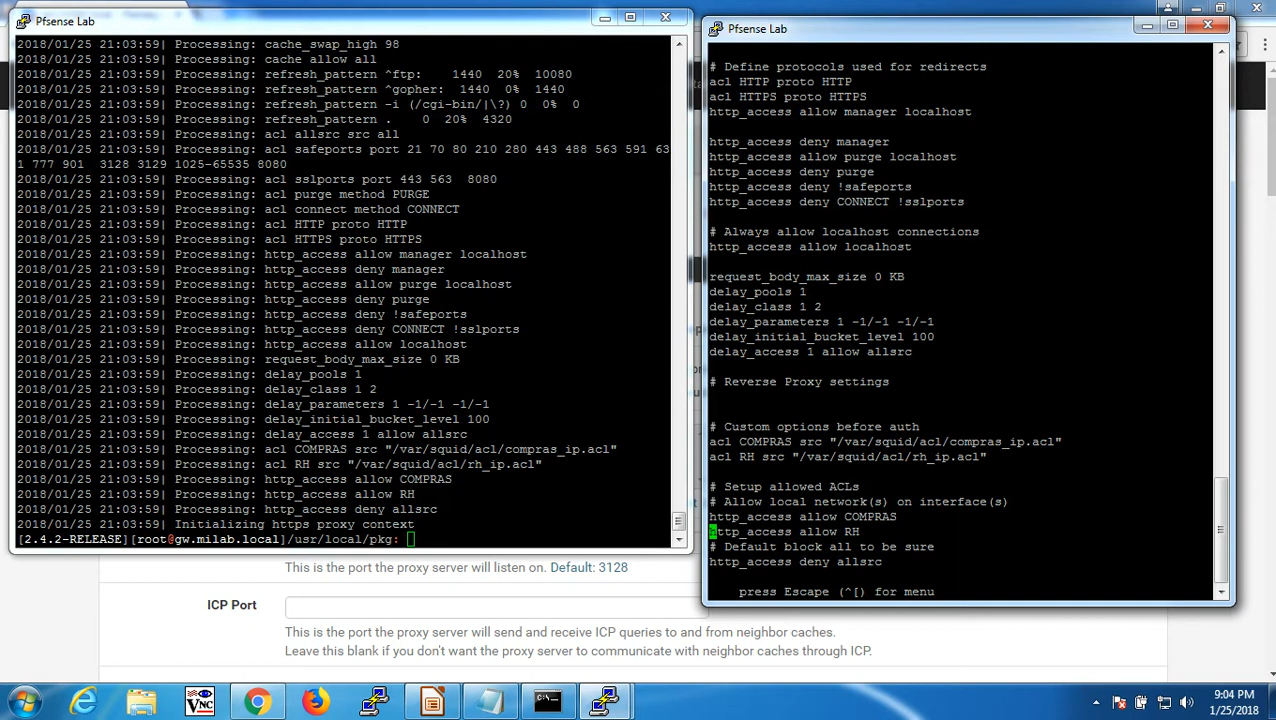 Pfsense Lab
2018/01/25 21:03:59| Processing: cache_swap_high 98
2018/01/25 21:03:59| Processing: cache allow all
2018/01/25 21:03:59| Processing: refresh_pattern ^ftp:    1440  20%  10080
2018/01/25 21:03:59| Processing: refresh_pattern ^gopher:  1440  0%  1440
2018/01/25 21:03:59| Processing: refresh_pattern -i (/cgi-bin/|\?) 0  0%  0
2018/01/25 21:03:59| Processing: refresh_pattern .    0  20%  4320
2018/01/25 21:03:59| Processing: acl allsrc src all
2018/01/25 21:03:59| Processing: acl safeports port 21 70 80 210 280 443 488 563 591 63
1 777 901  3128 3129 1025-65535 8080
2018/01/25 21:03:59| Processing: acl sslports port 443 563  8080
2018/01/25 21:03:59| Processing: acl purge method PURGE
2018/01/25 21:03:59| Processing: acl connect method CONNECT
2018/01/25 21:03:59| Processing: acl HTTP proto HTTP
2018/01/25 21:03:59| Processing: acl HTTPS proto HTTPS
2018/01/25 21:03:59| Processing: http_access allow manager localhost
2018/01/25 21:03:59| Processing: http_access deny manager
2018/01/25 21:03:59| Processing: http_access allow purge localhost
2018/01/25 21:03:59| Processing: http_access deny purge
2018/01/25 21:03:59| Processing: http_access deny !safeports
2018/01/25 21:03:59| Processing: http_access deny CONNECT !sslports
2018/01/25 21:03:59| Processing: http_access allow localhost
2018/01/25 21:03:59| Processing: request_body_max_size 0 KB
2018/01/25 21:03:59| Processing: delay_pools 1
2018/01/25 21:03:59| Processing: delay_class 1 2
2018/01/25 21:03:59| Processing: delay_parameters 1 -1/-1 -1/-1
2018/01/25 21:03:59| Processing: delay_initial_bucket_level 100
2018/01/25 21:03:59| Processing: delay_access 1 allow allsrc
2018/01/25 21:03:59| Processing: acl COMPRAS src "/var/squid/acl/compras_ip.acl"
2018/01/25 21:03:59| Processing: acl RH src "/var/squid/acl/rh_ip.acl"
2018/01/25 21:03:59| Processing: http_access allow COMPRAS
2018/01/25 21:03:59| Processing: http_access allow RH
2018/01/25 21:03:59| Processing: http_access deny allsrc
2018/01/25 21:03:59| Initializing https proxy context
[2.4.2-RELEASE][root@gw.milab.local]/usr/local/pkg:
Pfsense Lab
# Define protocols used for redirects
acl HTTP proto HTTP
acl HTTPS proto HTTPS
http_access allow manager localhost
http_access deny manager
http_access allow purge localhost
http_access deny purge
http_access deny !safeports
http_access deny CONNECT !sslports
# Always allow localhost connections
http_access allow localhost
request_body_max_size 0 KB
delay_pools 1
delay_class 1 2
delay_parameters 1 -1/-1 -1/-1
delay_initial_bucket_level 100
delay_access 1 allow allsrc
# Reverse Proxy settings
# Custom options before auth
acl COMPRAS src "/var/squid/acl/compras_ip.acl"
acl RH src "/var/squid/acl/rh_ip.acl"
# Setup allowed ACLs
# Allow local network(s) on interface(s)
http_access allow COMPRAS
http_access allow RH
# Default block all to be sure
http_access deny allsrc
press Escape (^[) for menu
This is the port the proxy server will listen on. Default: 3128
ICP Port
This is the port the proxy server will send and receive ICP queries to and from neighbor caches.
Leave this blank if you don't want the proxy server to communicate with neighbor caches through ICP.
VNC
9:04 PM
1/25/2018